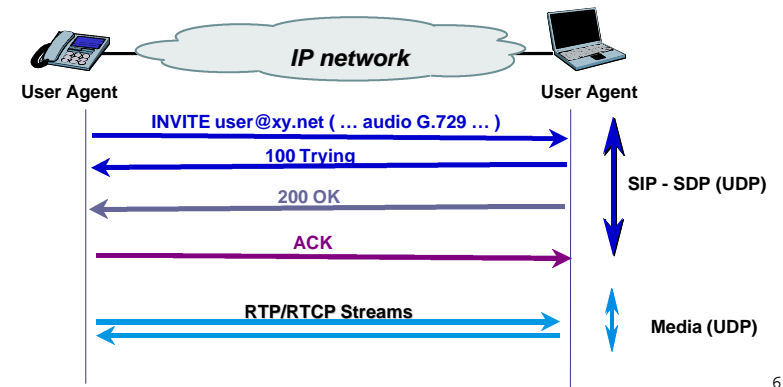 IP network
User Agent
User Agent
INVITE user@xy.net ( … audio G.729 … )
100 Trying
SIP - SDP (UDP)
200 OK
ACK
RTP/RTCP Streams
Media (UDP)
6